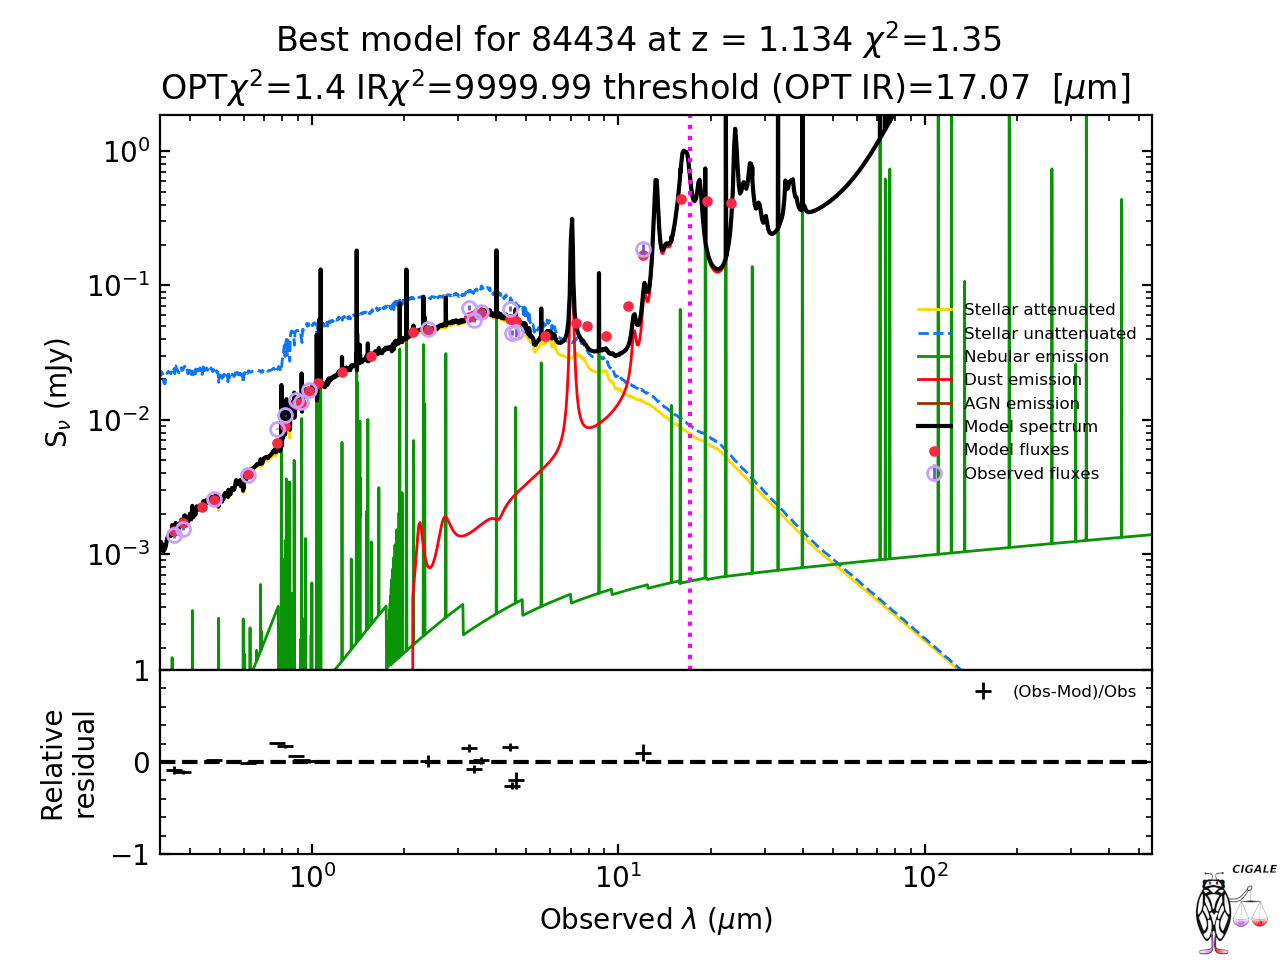 Best model for 84434 at z = 1.134 χ²=1.35
OPTχ²=1.4 IRχ²=9999.99 threshold (OPT IR)=17.07 [μm]
10⁰
10⁻¹
10⁻²
10⁻³
Sν (mJy)
Stellar attenuated
Stellar unattenuated
Nebular emission
Dust emission
AGN emission
Model spectrum
Model fluxes
Observed fluxes
1
0
−1
Relative
residual
(Obs-Mod)/Obs
10⁰ 10¹ 10²
Observed λ (μm)
CIGALE